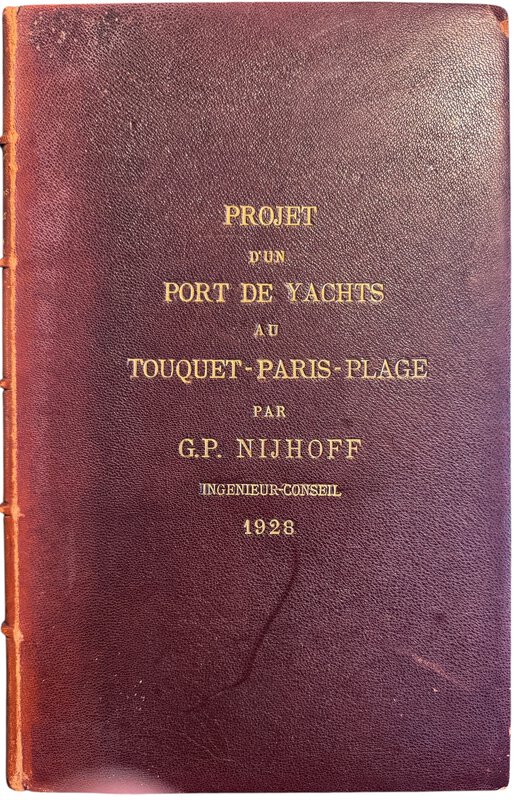 PROJET
D'UN
PORT DE YACHTS
AU
TOUQUET-PARIS-PLAGE
PAR
G.P. NIJHOFF
INGENIEUR-CONSEIL
1928